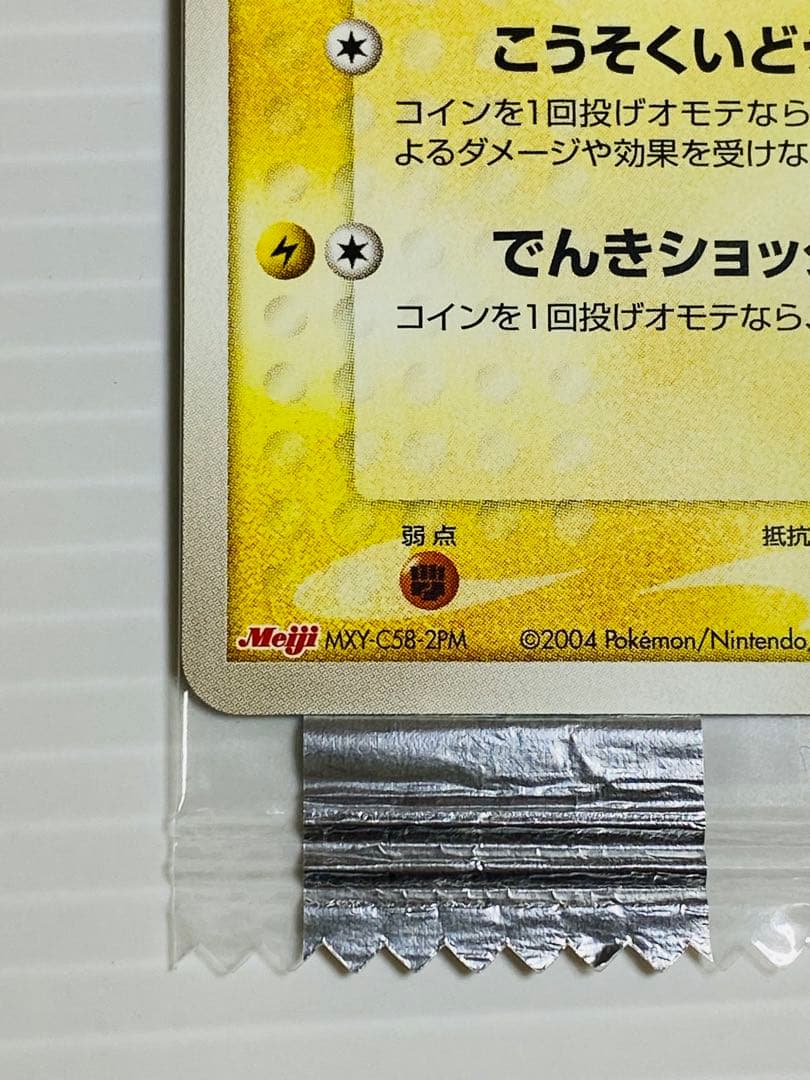 こうそくいどう
コインを1回投げオモテなら
よるダメージや効果を受けな
でんきショッ
コインを1回投げオモテなら、
弱点
抵抗
Meiji MXY-C58-2PM ©2004 Pokémon/Nintendo/